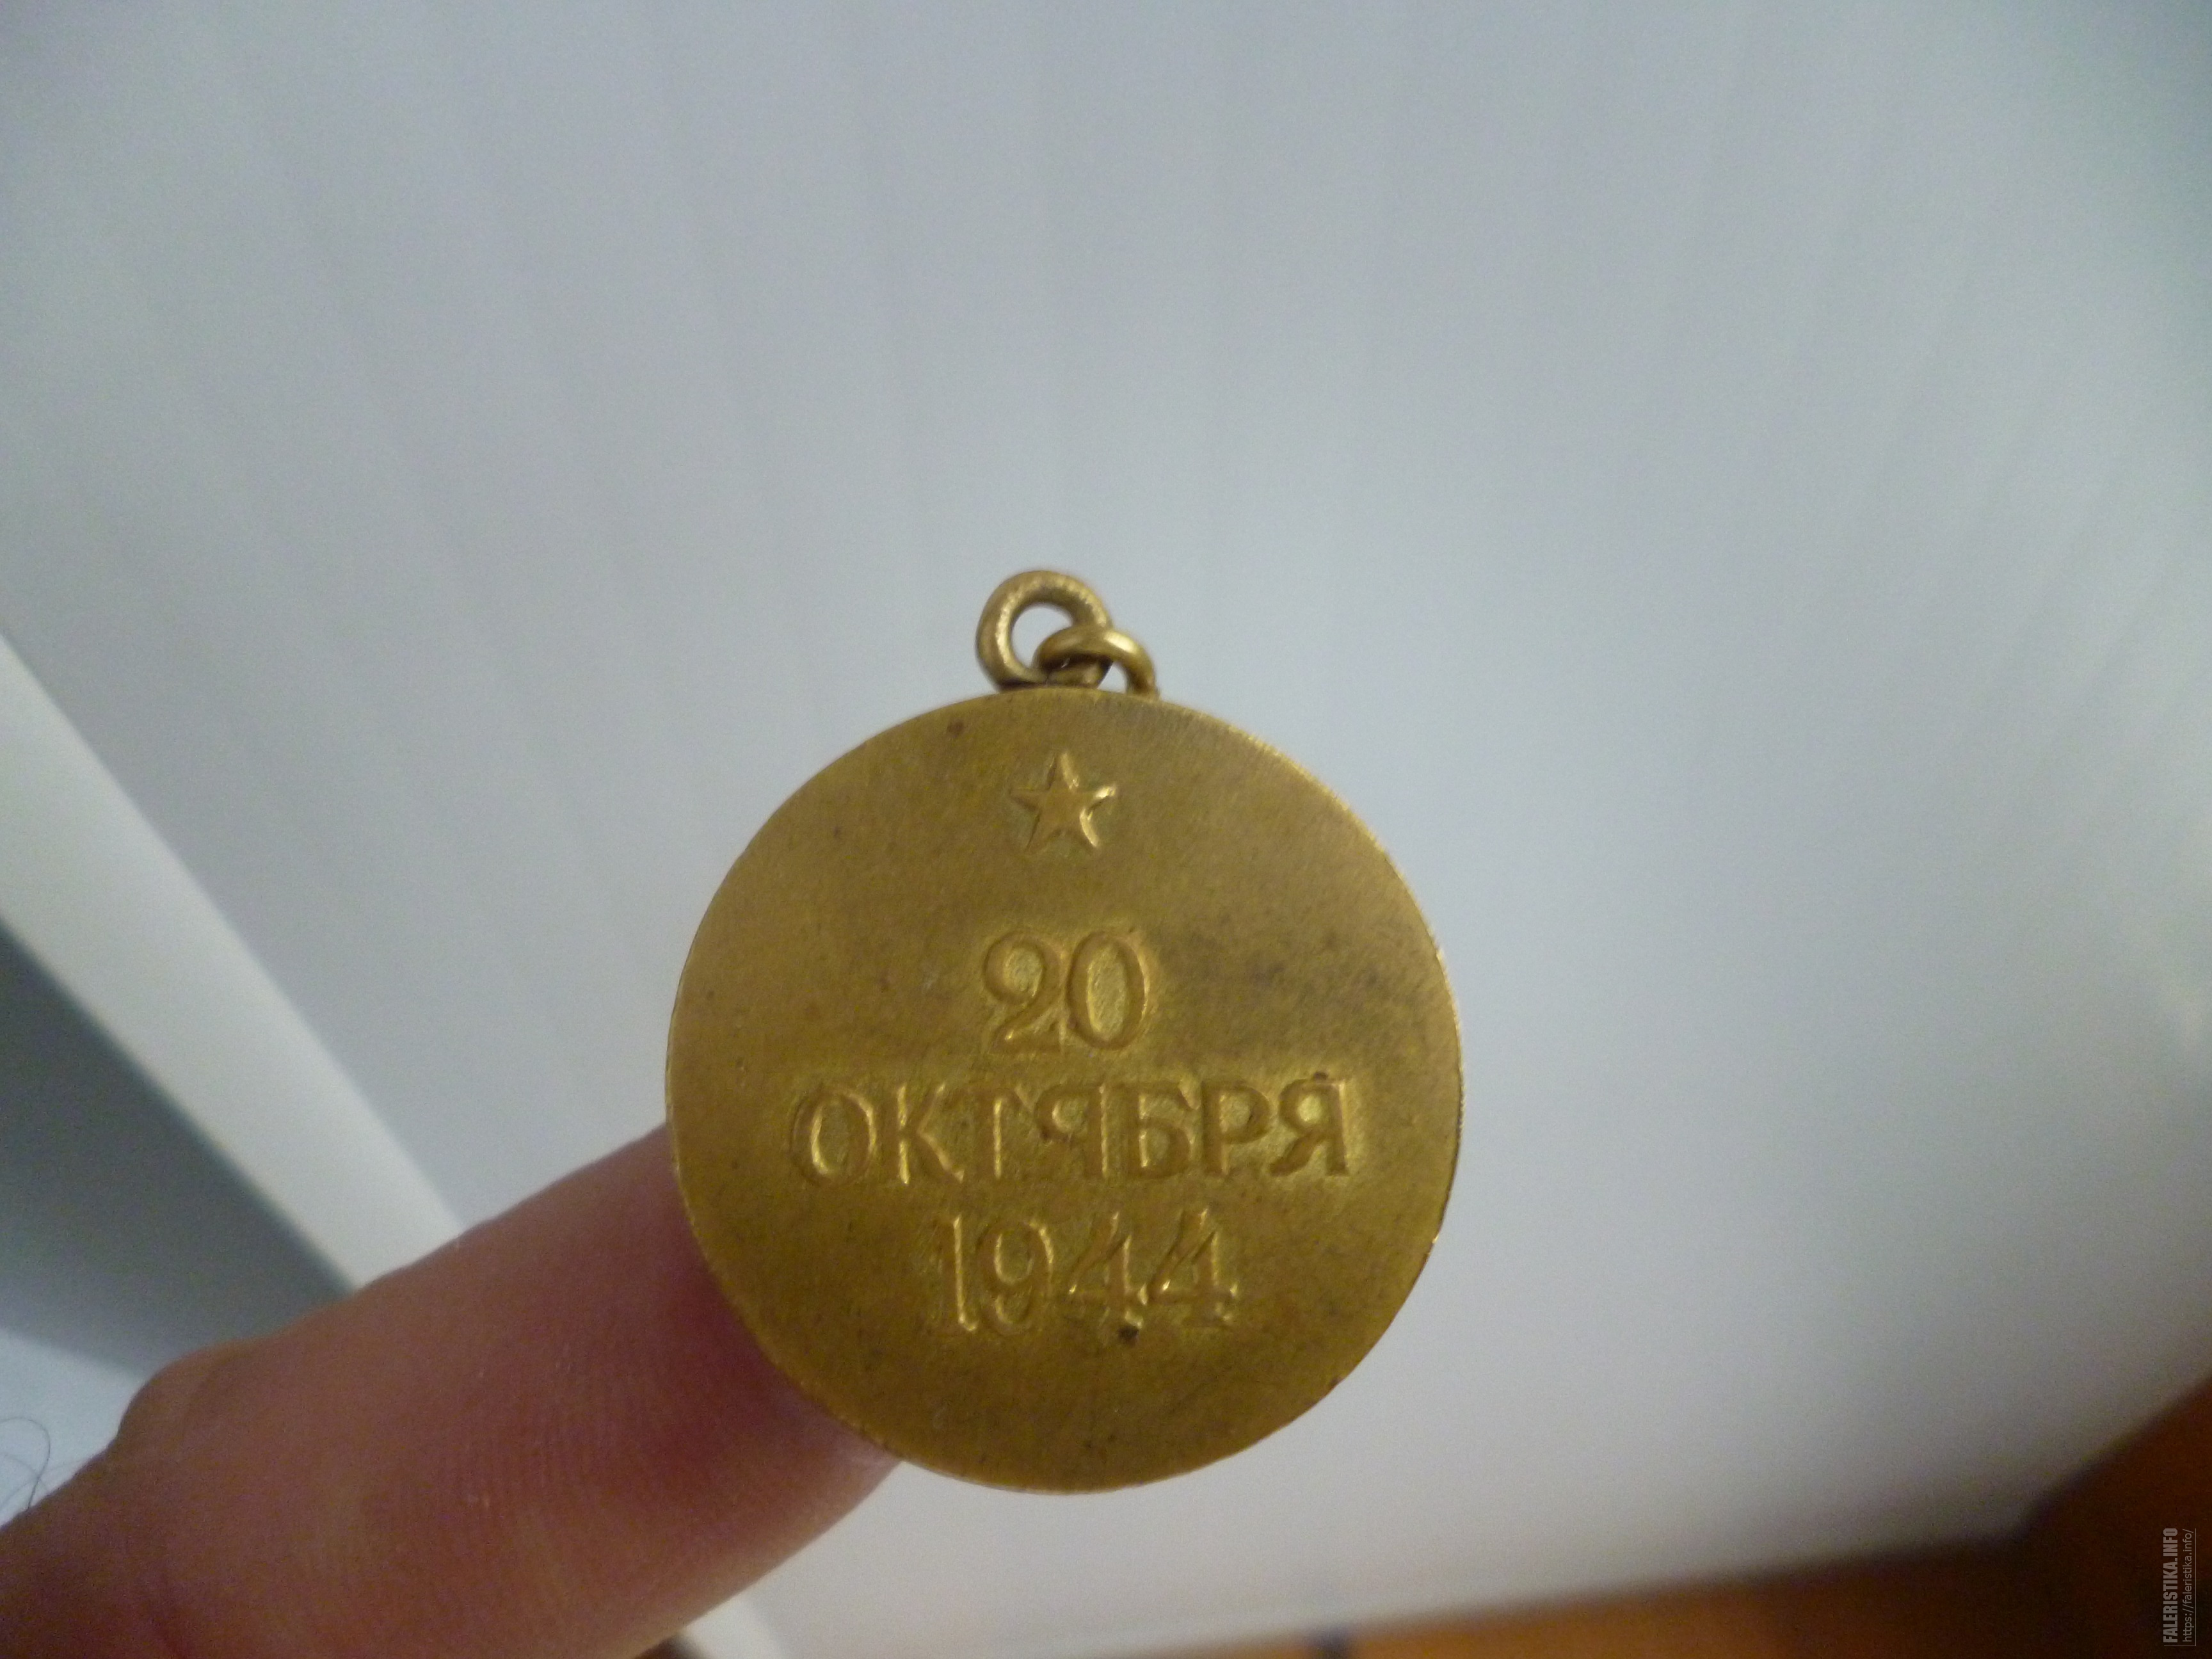 20
ОКТЯБРЯ
1944
FALERISTIKA.INFO
https://faleristika.info/